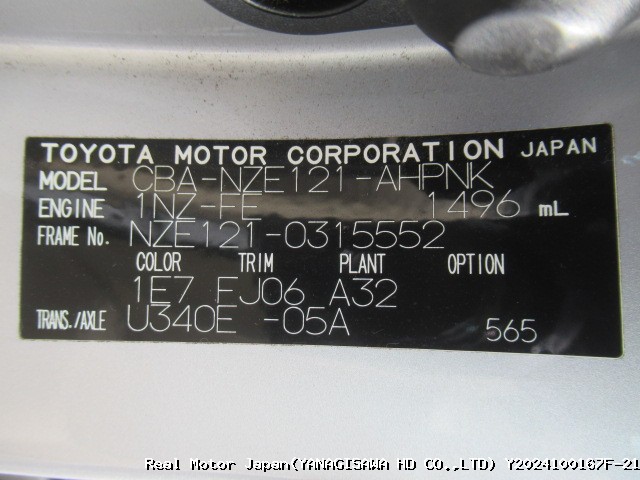 TOYOTA MOTOR CORPORATION JAPAN
MODEL CBA-NZE121-AHPNK
ENGINE 1NZ-FE 1496 mL
FRAME No. NZE121-0315552
COLOR TRIM PLANT OPTION
1E7 FJ06 A32
TRANS./AXLE U340E -05A 565
Real Motor Japan(YANAGISAWA HD CO.,LTD) Y2024100167F-21